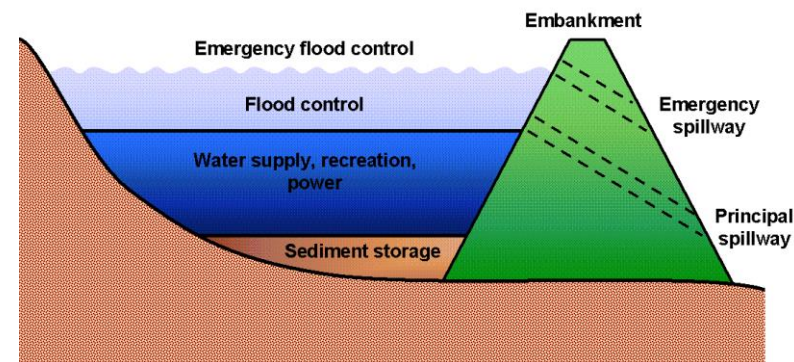 Embankment
Emergency flood control
Flood control
Emergency
spillway
Water supply, recreation,
power
Principal
spillway
Sediment storage